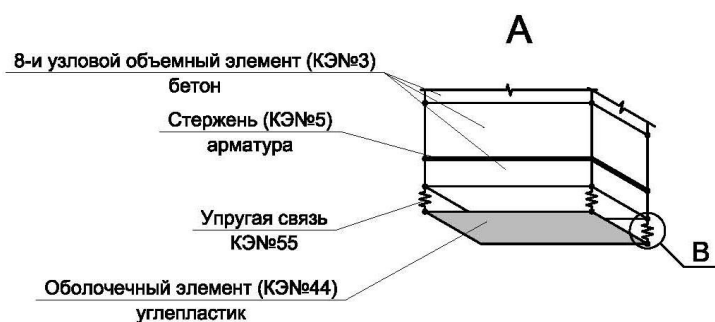 А
8-и узловой объемный элемент (КЭ№3)
бетон
Стержень (КЭ№5)
арматура
Упругая связь
КЭ№55
В
Оболочечный элемент (КЭ№44)
углепластик